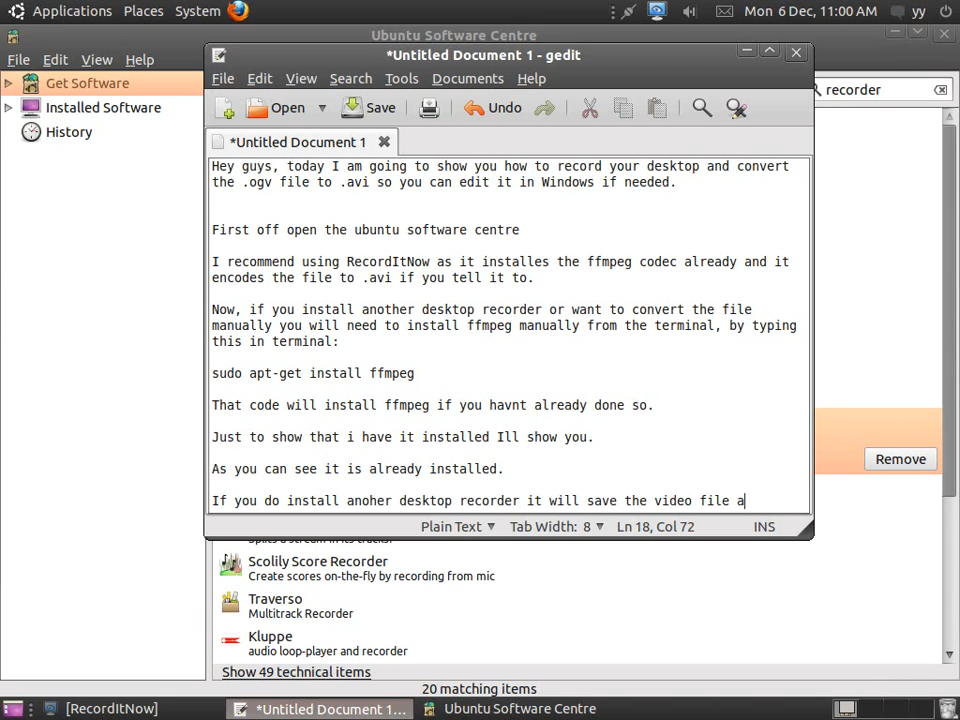 Applications Places System Mon 6 Dec, 11:00 AM yy
Ubuntu Software Centre
File Edit View Help
Get Software
Installed Software
History
recorder
*Untitled Document 1 - gedit
File Edit View Search Tools Documents Help
Open Save Undo
*Untitled Document 1
Hey guys, today I am going to show you how to record your desktop and convert
the .ogv file to .avi so you can edit it in Windows if needed.
First off open the ubuntu software centre
I recommend using RecordItNow as it installes the ffmpeg codec already and it
encodes the file to .avi if you tell it to.
Now, if you install another desktop recorder or want to convert the file
manually you will need to install ffmpeg manually from the terminal, by typing
this in terminal:
sudo apt-get install ffmpeg
That code will install ffmpeg if you havnt already done so.
Just to show that i have it installed Ill show you.
As you can see it is already installed.
If you do install anoher desktop recorder it will save the video file a
Plain Text Tab Width: 8 Ln 18, Col 72 INS
Remove
Splits a stream in its tracks.
Scolily Score Recorder
Create scores on-the-fly by recording from mic
Traverso
Multitrack Recorder
Kluppe
audio loop-player and recorder
Show 49 technical items
20 matching items
[RecordItNow] *Untitled Document 1... Ubuntu Software Centre